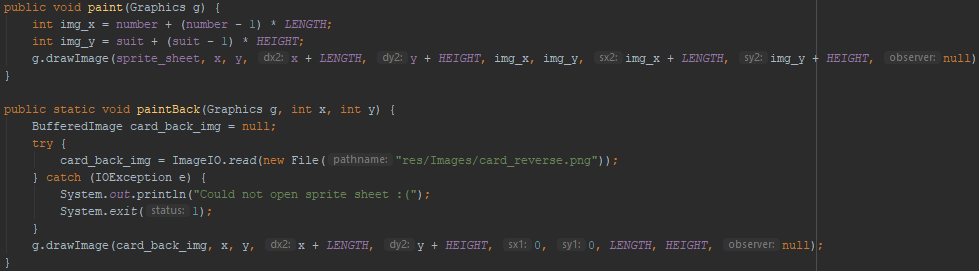 public void paint(Graphics g) {
    int img_x = number + (number - 1) * LENGTH;
    int img_y = suit + (suit - 1) * HEIGHT;
    g.drawImage(sprite_sheet, x, y, dx2: x + LENGTH, dy2: y + HEIGHT, img_x, img_y, sx2: img_x + LENGTH, sy2: img_y + HEIGHT, observer: null)
}
public static void paintBack(Graphics g, int x, int y) {
    BufferedImage card_back_img = null;
    try {
        card_back_img = ImageIO.read(new File( pathname: "res/Images/card_reverse.png"));
    } catch (IOException e) {
        System.out.println("Could not open sprite sheet :(");
        System.exit( status: 1);
    }
    g.drawImage(card_back_img, x, y, dx2: x + LENGTH, dy2: y + HEIGHT, sx1: 0, sy1: 0, LENGTH, HEIGHT, observer: null);
}